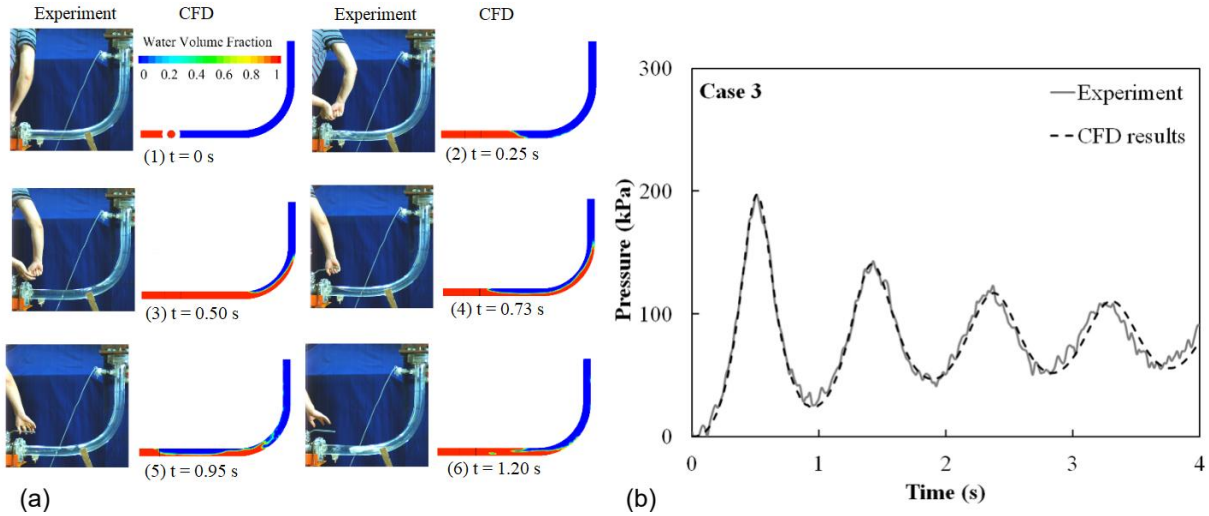 Experiment CFD Experiment CFD
Water Volume Fraction
0 0.2 0.4 0.6 0.8 1
(1) t = 0 s
(2) t = 0.25 s
(3) t = 0.50 s
(4) t = 0.73 s
(5) t = 0.95 s
(6) t = 1.20 s
(a)
300
200
100
0
Pressure (kPa)
Case 3
Experiment
CFD results
0 1 2 3 4
Time (s)
(b)